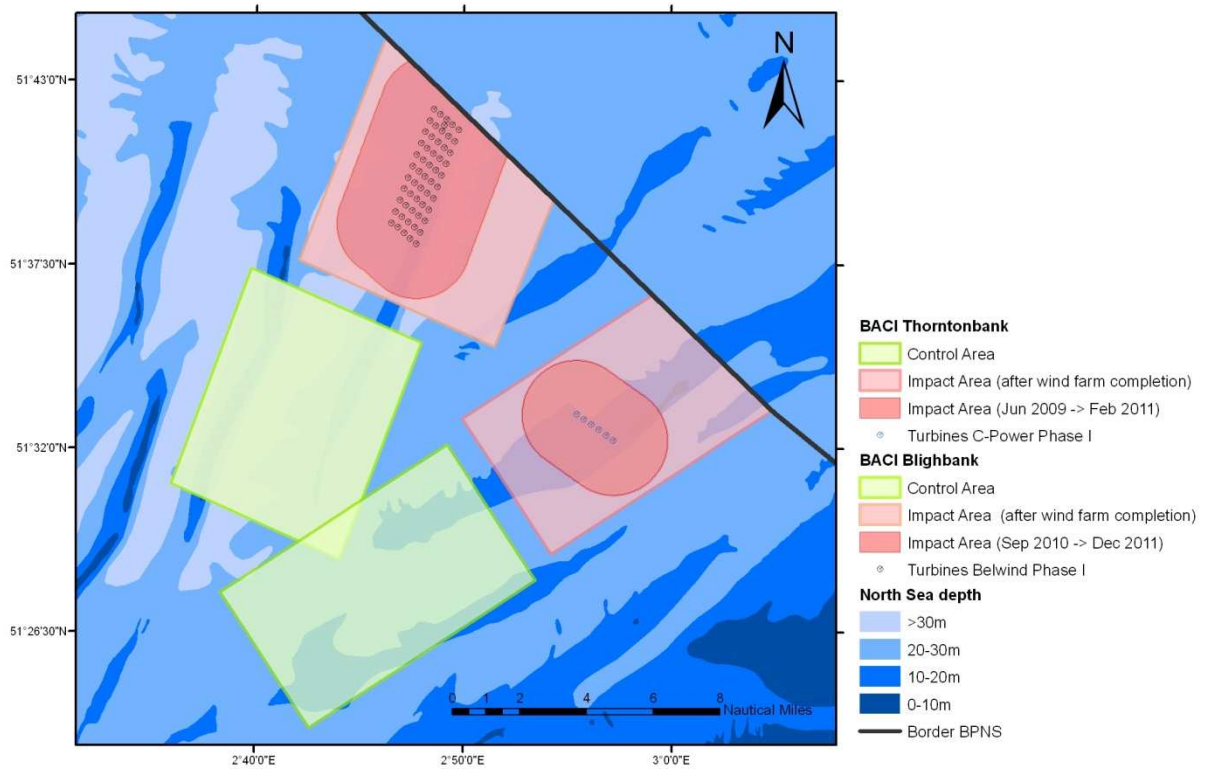 N
51°43'0"N
51°37'30"N
51°32'0"N
51°26'30"N
0 1 2 4 6 8
Nautical Miles
2°40'0"E
2°50'0"E
3°0'0"E
BACI Thorntonbank
Control Area
Impact Area (after wind farm completion)
Impact Area (Jun 2009 -> Feb 2011)
Turbines C-Power Phase I
BACI Blighbank
Control Area
Impact Area (after wind farm completion)
Impact Area (Sep 2010 -> Dec 2011)
Turbines Belwind Phase I
North Sea depth
>30m
20-30m
10-20m
0-10m
Border BPNS